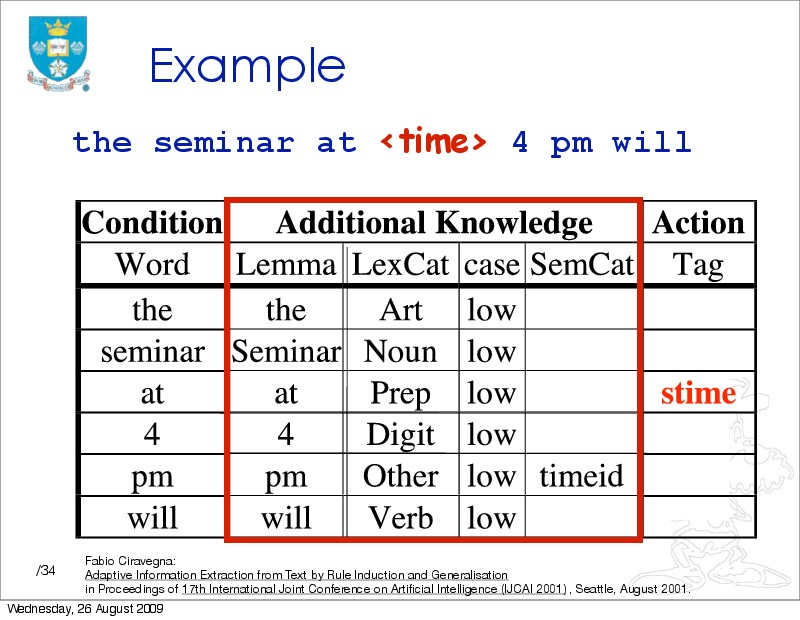 Example
the seminar at <time> 4 pm will
Condition Additional Knowledge Action
Word Lemma LexCat case SemCat Tag
the the Art low
seminar Seminar Noun low
at at Prep low stime
4 4 Digit low
pm pm Other low timeid
will will Verb low
/34
Fabio Ciravegna:
Adaptive Information Extraction from Text by Rule Induction and Generalisation
in Proceedings of 17th International Joint Conference on Artificial Intelligence (IJCAI 2001) , Seattle, August 2001.
Wednesday, 26 August 2009